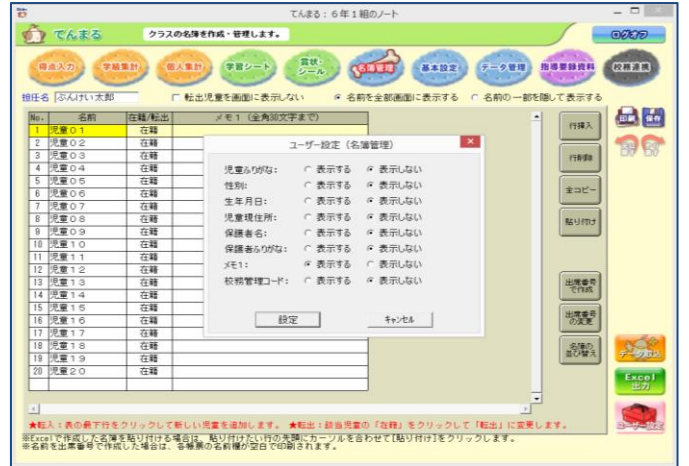 てんまる：６年１組のノート
てんまる
クラスの名簿を作成・管理します。
ログオフ
得点入力
学級集計
個人集計
学習シート
賞状・シール
名簿管理
基本設定
データ管理
指導要録資料
校務連携
担任名 ぶんけい太郎 転出児童を画面に表示しない 名前を全部画面に表示する 名前の一部を隠して表示する
No. 名前 在籍/転出 メモ１（全角30文字まで）
1 児童０１ 在籍
2 児童０２ 在籍
3 児童０３ 在籍
4 児童０４ 在籍
5 児童０５ 在籍
6 児童０６ 在籍
7 児童０７ 在籍
8 児童０８ 在籍
9 児童０９ 在籍
10 児童１０ 在籍
11 児童１１ 在籍
12 児童１２ 在籍
13 児童１３ 在籍
14 児童１４ 在籍
15 児童１５ 在籍
16 児童１６ 在籍
17 児童１７ 在籍
18 児童１８ 在籍
19 児童１９ 在籍
20 児童２０ 在籍
ユーザー設定（名簿管理）
児童ふりがな： 表示する 表示しない
性別： 表示する 表示しない
生年月日： 表示する 表示しない
児童現住所： 表示する 表示しない
保護者名： 表示する 表示しない
保護者ふりがな： 表示する 表示しない
メモ1： 表示する 表示しない
校務管理コード： 表示する 表示しない
設定 キャンセル
行挿入
行削除
全コピー
貼り付け
出席番号で作成
出席番号の変更
名簿の並び替え
印刷 保存
データ取込
Excel出力
ユーザー設定
★転入：表の最下行をクリックして新しい児童を追加します。 ★転出：該当児童の「在籍」をクリックして「転出」に変更します。
※Excelで作成した名簿を貼り付ける場合は、貼り付けたい行の先頭にカーソルを合わせて[貼り付け]をクリックします。
※名前を出席番号で作成した場合は、各帳票の名前欄が空白で印刷されます。